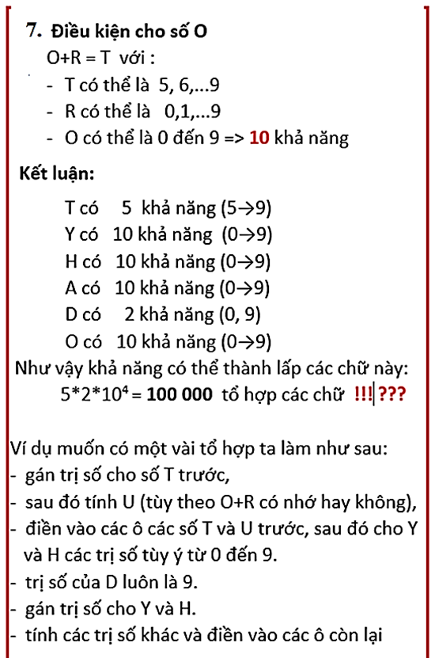 7. Điều kiện cho số O
O+R = T với :
- T có thể là 5, 6,...9
- R có thể là 0,1,...9
- O có thể là 0 đến 9 => 10 khả năng
Kết luận:
T có 5 khả năng (5→9)
Y có 10 khả năng (0→9)
H có 10 khả năng (0→9)
A có 10 khả năng (0→9)
D có 2 khả năng (0, 9)
O có 10 khả năng (0→9)
Như vậy khả năng có thể thành lấp các chữ này:
5*2*10⁴ = 100 000 tổ hợp các chữ !!!|???
Ví dụ muốn có một vài tổ hợp ta làm như sau:
- gán trị số cho số T trước,
- sau đó tính U (tùy theo O+R có nhớ hay không),
- điền vào các ô các số T và U trước, sau đó cho Y
và H các trị số tùy ý từ 0 đến 9.
- trị số của D luôn là 9.
- gán trị số cho Y và H.
- tính các trị số khác và điền vào các ô còn lại